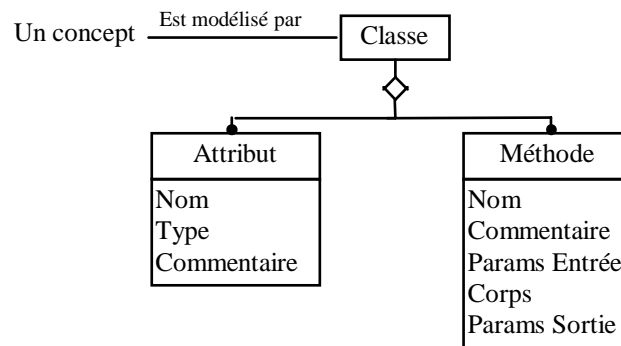 Un concept
Est modélisé par
Classe
Attribut
Nom
Type
Commentaire
Méthode
Nom
Commentaire
Params Entrée
Corps
Params Sortie